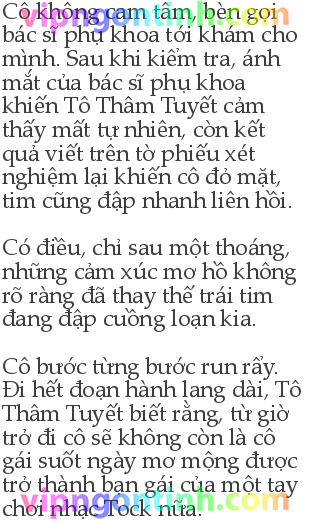 Cô không cam tâm, bèn gọi
bác sĩ phụ khoa tới khám cho
mình. Sau khi kiểm tra, ánh
mắt của bác sĩ phụ khoa
khiến Tô Thâm Tuyết cảm
thấy mất tự nhiên, còn kết
quả viết trên tờ phiếu xét
nghiệm lại khiến cô đỏ mặt,
tim cũng đập nhanh liên hồi.
Có điều, chỉ sau một thoáng,
những cảm xúc mơ hồ không
rõ ràng đã thay thế trái tim
đang đập cuồng loạn kia.
Cô bước từng bước run rẩy.
Đi hết đoạn hành lang dài, Tô
Thâm Tuyết biết rằng, từ giờ
trở đi cô sẽ không còn là cô
gái suốt ngày mơ mộng được
trở thành bạn gái của một tay
chơi nhạc Tock nữa.
vipngontinh.com
vipngontinh.com